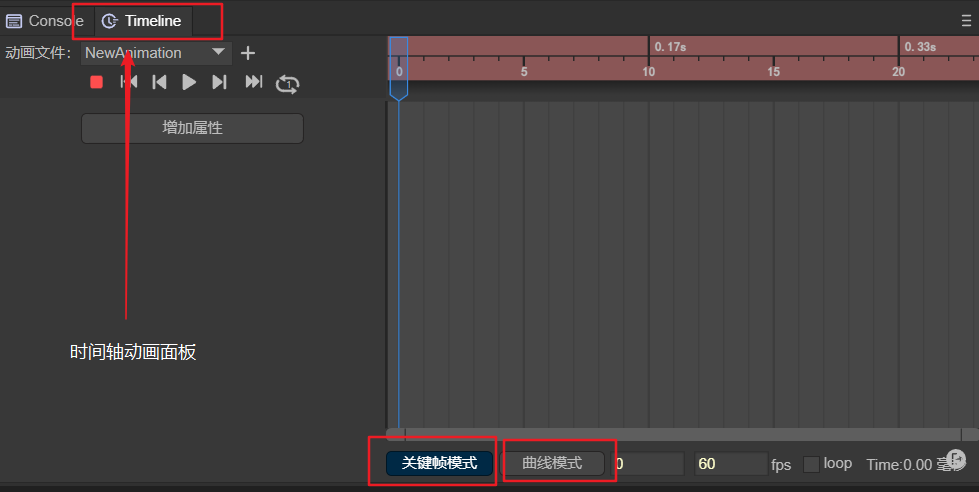 Console Timeline
动画文件: NewAnimation
0.17s 0.33s
0 5 10 15 20
增加属性
时间轴动画面板
关键帧模式 曲线模式 0 60 fps loop Time:0.00 毫秒